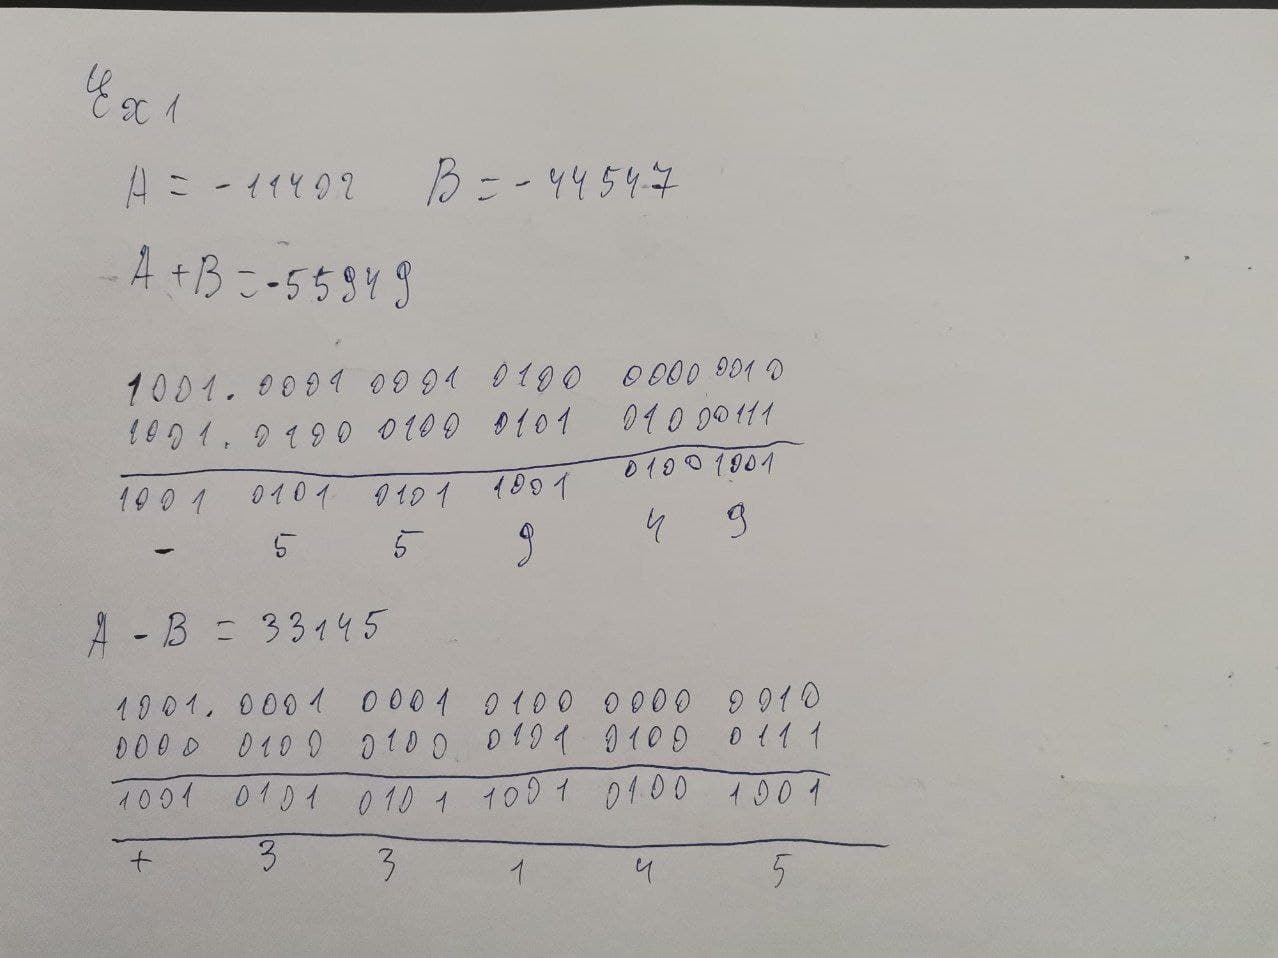 Ex 1
A = -11402 B = -44547
A + B = -55949
1001. 0001 0001 0100 0000 0010
1001. 0100 0100 0101 0100 0111
1001 0101 0101 1001 0100 1001
- 5 5 9 4 9
A - B = 33145
1001. 0001 0001 0100 0000 0010
0000 0100 0100 0101 0100 0111
1001 0101 0101 1001 0100 1001
+ 3 3 1 4 5